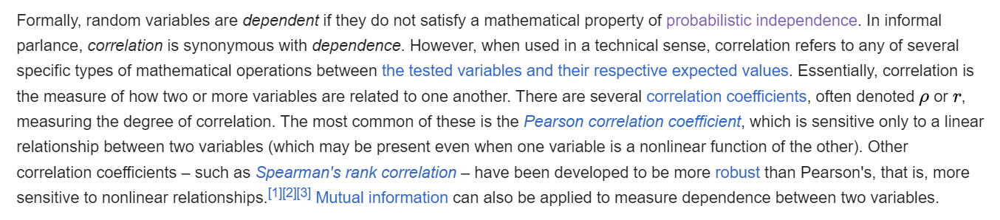 Formally, random variables are dependent if they do not satisfy a mathematical property of probabilistic independence. In informal
parlance, correlation is synonymous with dependence. However, when used in a technical sense, correlation refers to any of several
specific types of mathematical operations between the tested variables and their respective expected values. Essentially, correlation is
the measure of how two or more variables are related to one another. There are several correlation coefficients, often denoted ρ or r,
measuring the degree of correlation. The most common of these is the Pearson correlation coefficient, which is sensitive only to a linear
relationship between two variables (which may be present even when one variable is a nonlinear function of the other). Other
correlation coefficients – such as Spearman's rank correlation – have been developed to be more robust than Pearson's, that is, more
sensitive to nonlinear relationships.[1][2][3] Mutual information can also be applied to measure dependence between two variables.